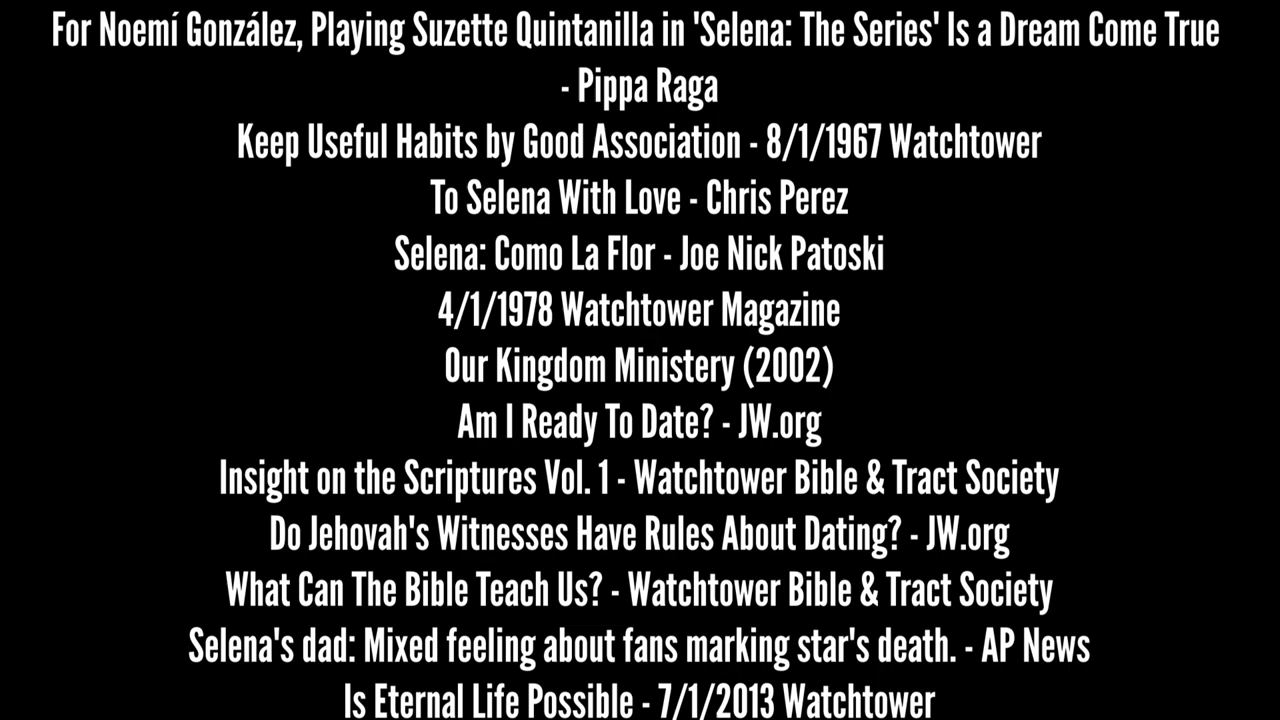 For Noemí González, Playing Suzette Quintanilla in 'Selena: The Series' Is a Dream Come True
- Pippa Raga
Keep Useful Habits by Good Association - 8/1/1967 Watchtower
To Selena With Love - Chris Perez
Selena: Como La Flor - Joe Nick Patoski
4/1/1978 Watchtower Magazine
Our Kingdom Ministery (2002)
Am I Ready To Date? - JW.org
Insight on the Scriptures Vol. 1 - Watchtower Bible & Tract Society
Do Jehovah's Witnesses Have Rules About Dating? - JW.org
What Can The Bible Teach Us? - Watchtower Bible & Tract Society
Selena's dad: Mixed feeling about fans marking star's death. - AP News
Is Eternal Life Possible - 7/1/2013 Watchtower